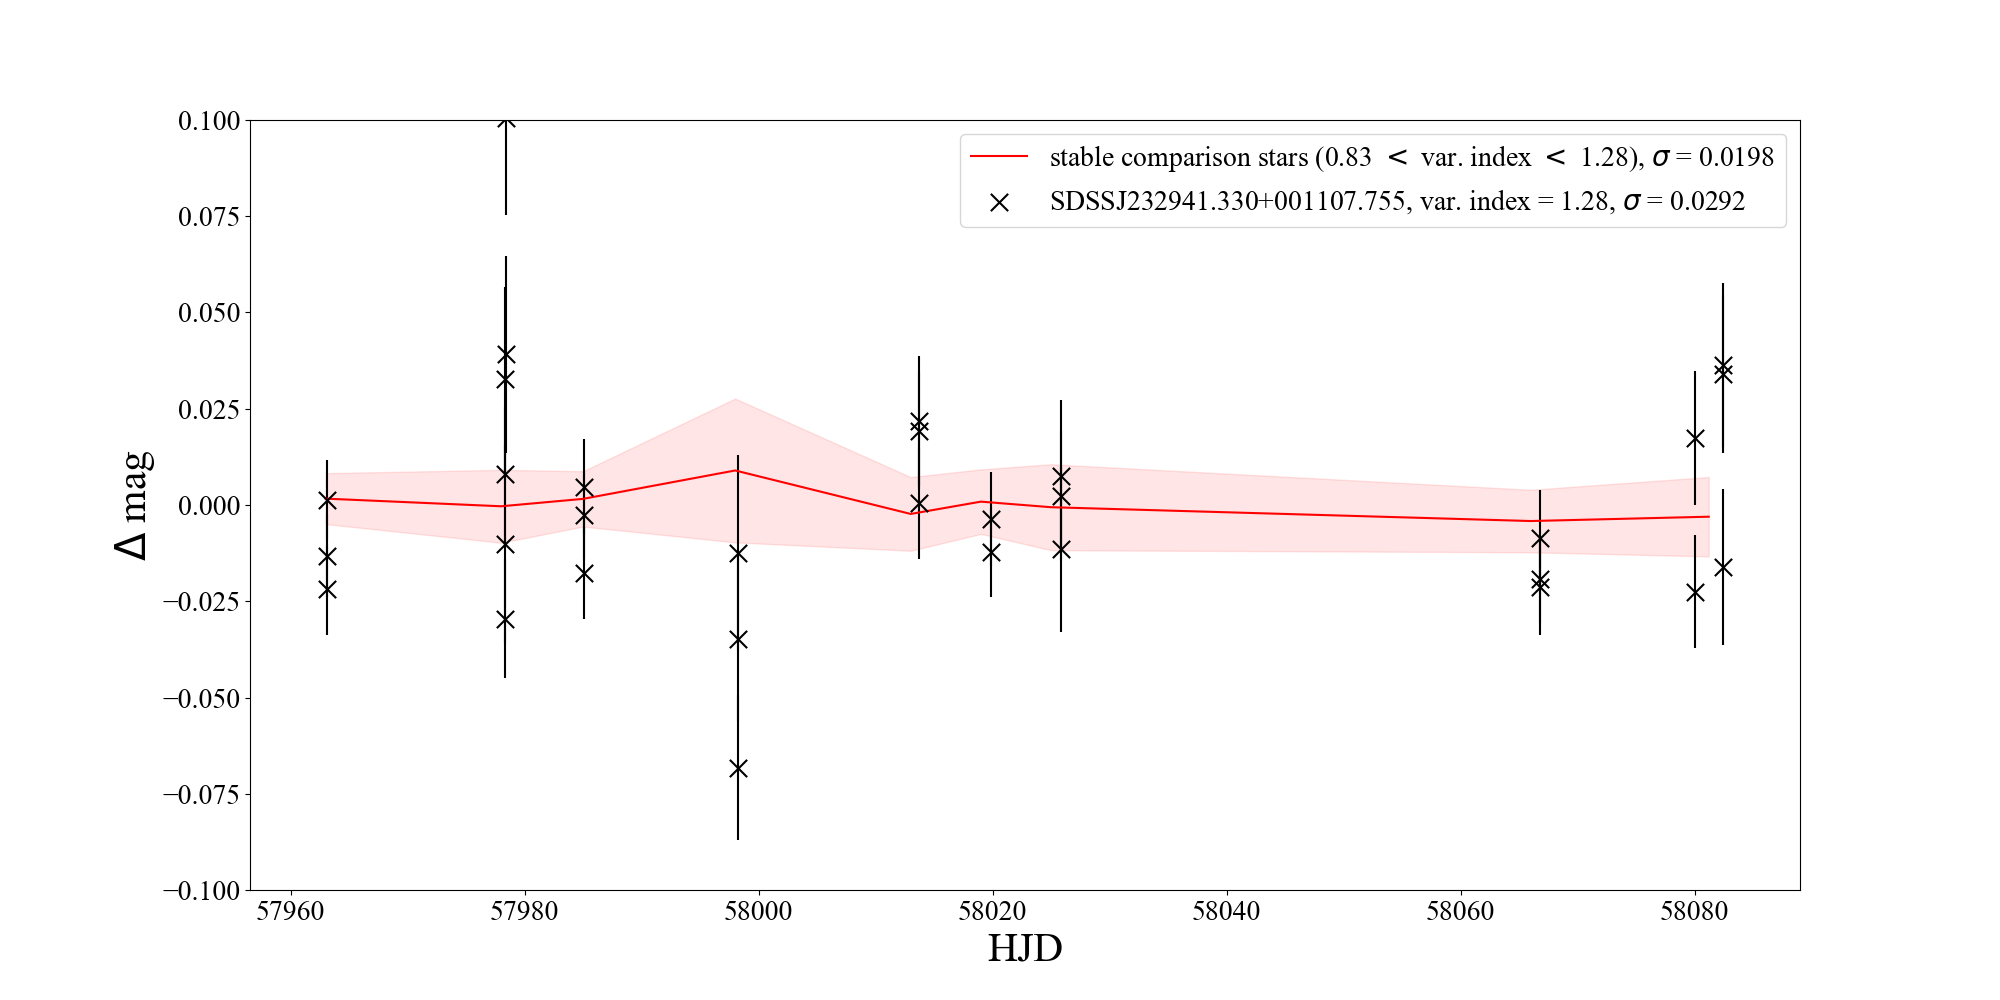 stable comparison stars (0.83 < var. index < 1.28), σ = 0.0198
SDSSJ232941.330+001107.755, var. index = 1.28, σ = 0.0292
0.100
0.075
0.050
0.025
0.000
−0.025
−0.050
−0.075
−0.100
Δ mag
57960 57980 58000 58020 58040 58060 58080
HJD